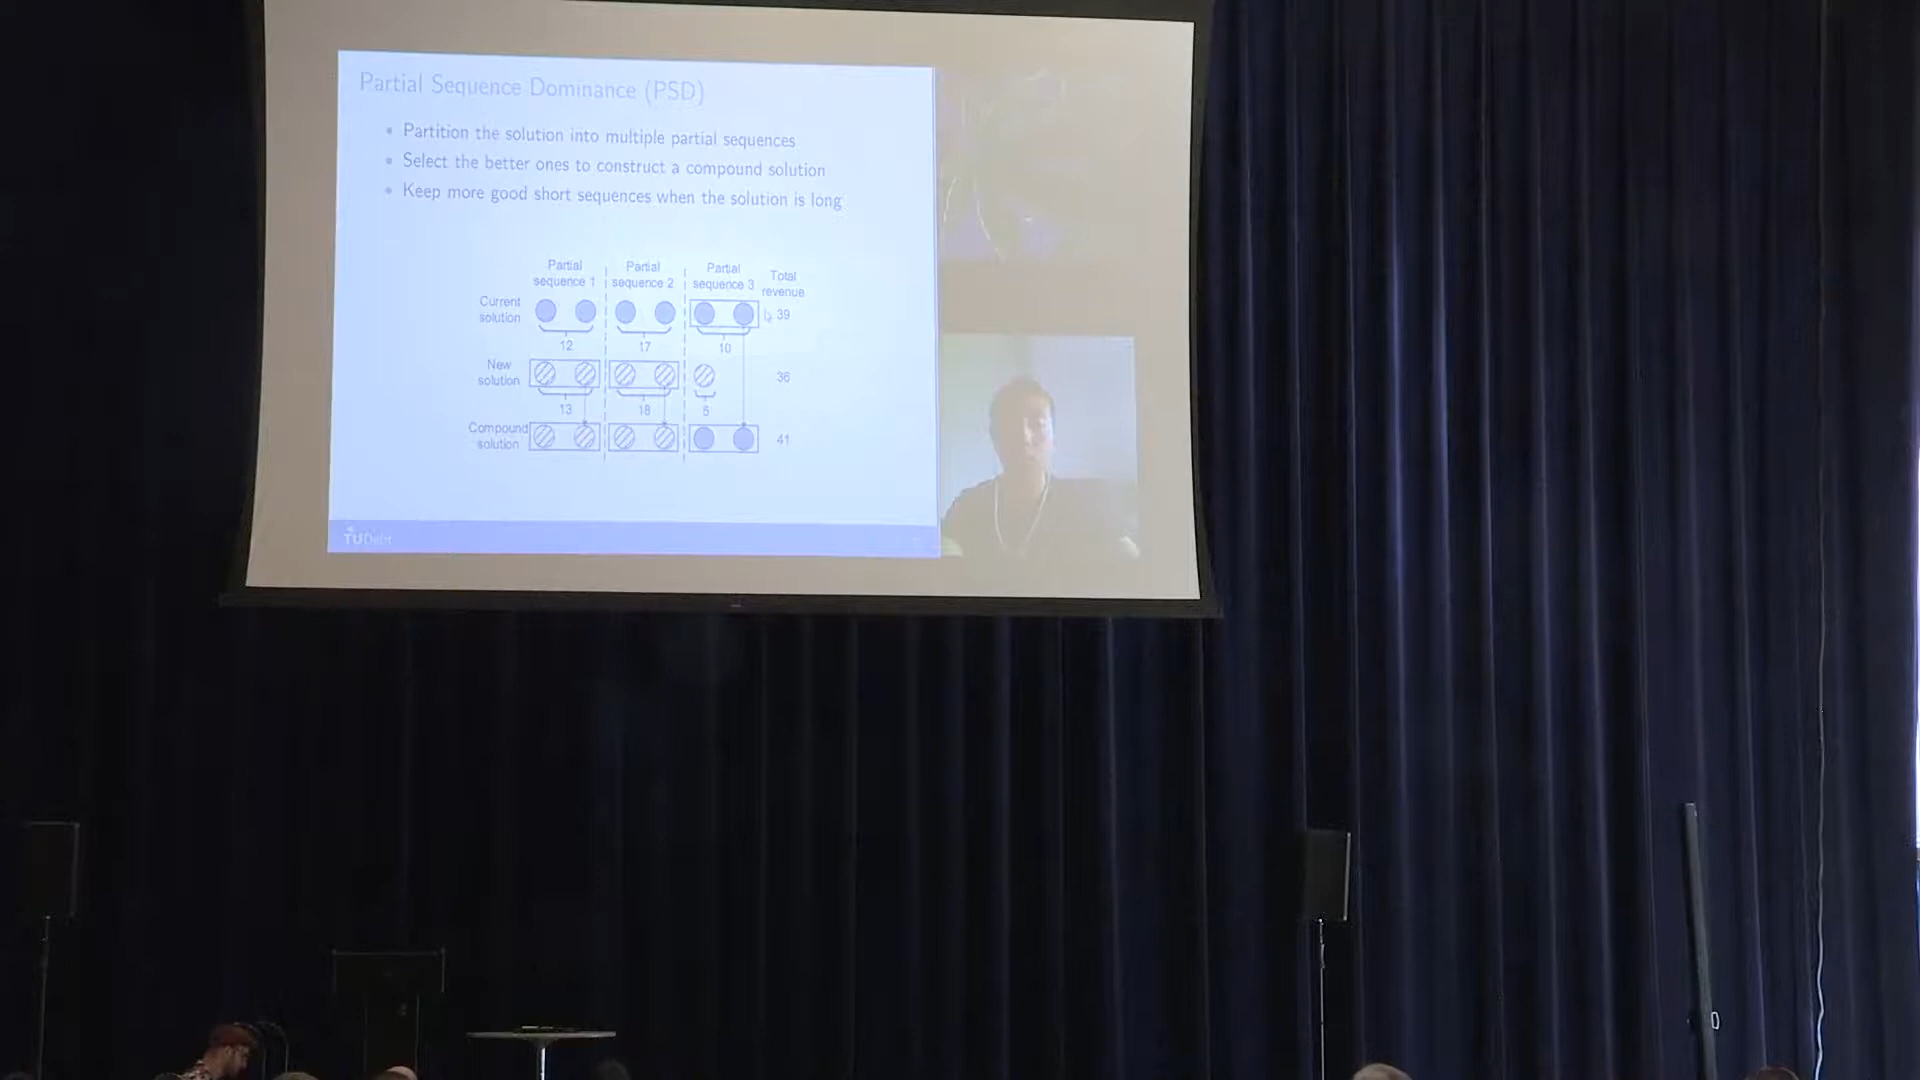 Partial Sequence Dominance (PSD)
Partition the solution into multiple partial sequences
Select the better ones to construct a compound solution
Keep more good short sequences when the solution is long
Partial sequence 1
Partial sequence 2
Partial sequence 3
Total revenue
Current solution
39
12
17
10
New solution
36
13
18
5
Compound solution
41
TUDelft